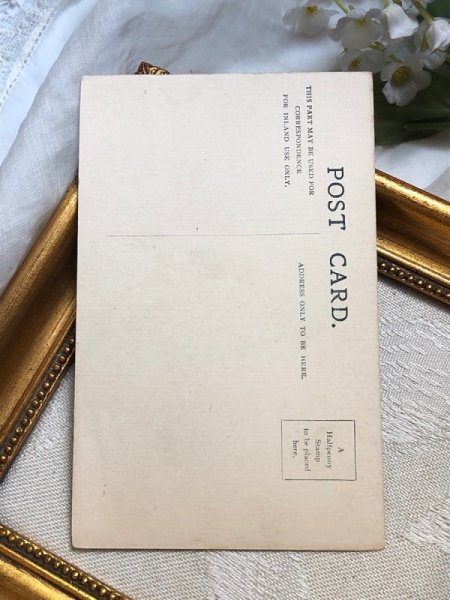 POST CARD.
THIS PART MAY BE USED FOR
CORRESPONDENCE
FOR INLAND USE ONLY.
ADDRESS ONLY TO BE HERE.
A
Halfpenny
Stamp
to be placed
here.